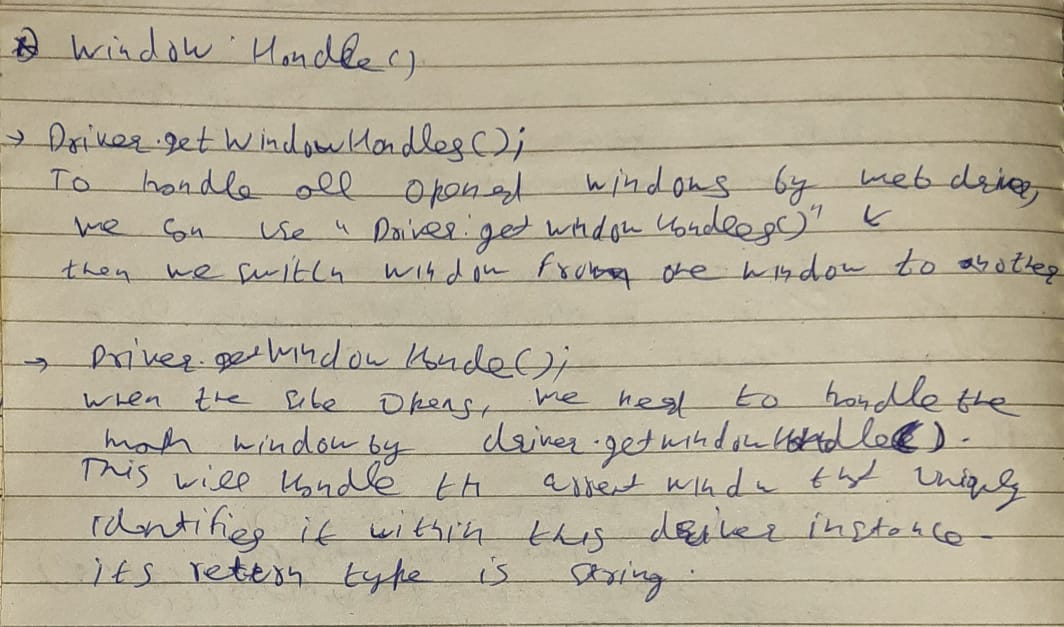 Window Handle()
→ Driver.getWindowHandles();
To handle all opened windows by web driver,
we can use "Driver.getWindowHandles()" &
then we switch window from one window to another
→ Driver.getWindowHandle();
when the site opens, we need to handle the
main window by driver.getwindowHandle().
This will handle the current window that uniquely
identifies it within this driver instance.
its return type is string.